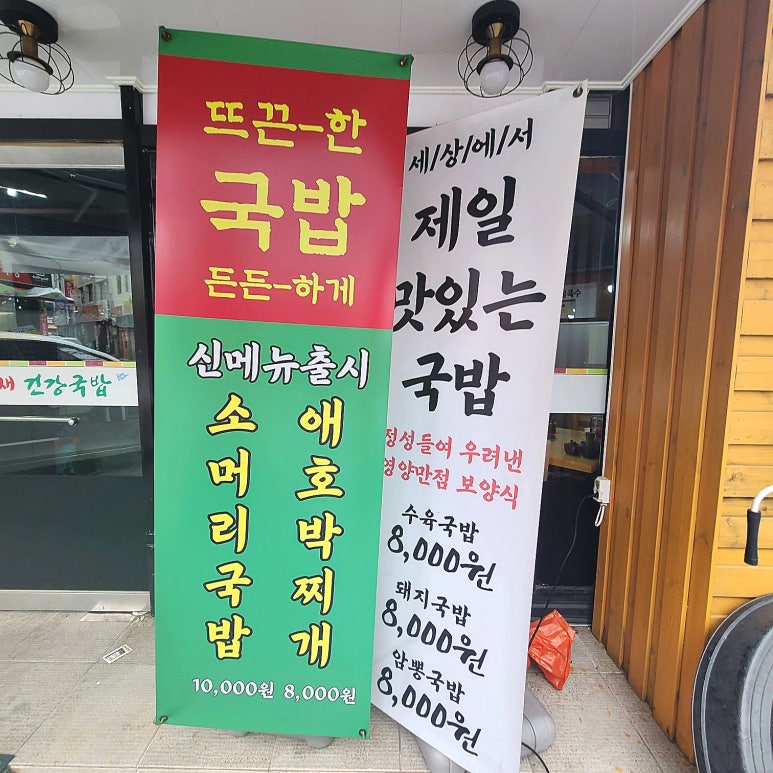 뜨끈-한
국밥
든든-하게
신메뉴출시
소머리국밥
애호박찌개
10,000원 8,000원
세/상/에/서
제일
맛있는
국밥
정성들여 우려낸
영양만점 보양식
수육국밥
8,000원
돼지국밥
8,000원
암뽕국밥
8,000원
재 건강국밥
육수